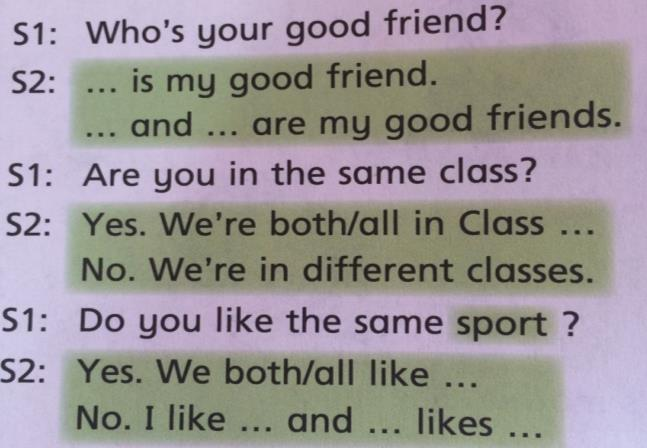 S1: Who's your good friend?
S2: ... is my good friend.
... and ... are my good friends.
S1: Are you in the same class?
S2: Yes. We're both/all in Class ...
No. We're in different classes.
S1: Do you like the same sport ?
S2: Yes. We both/all like ...
No. I like ... and ... likes ...